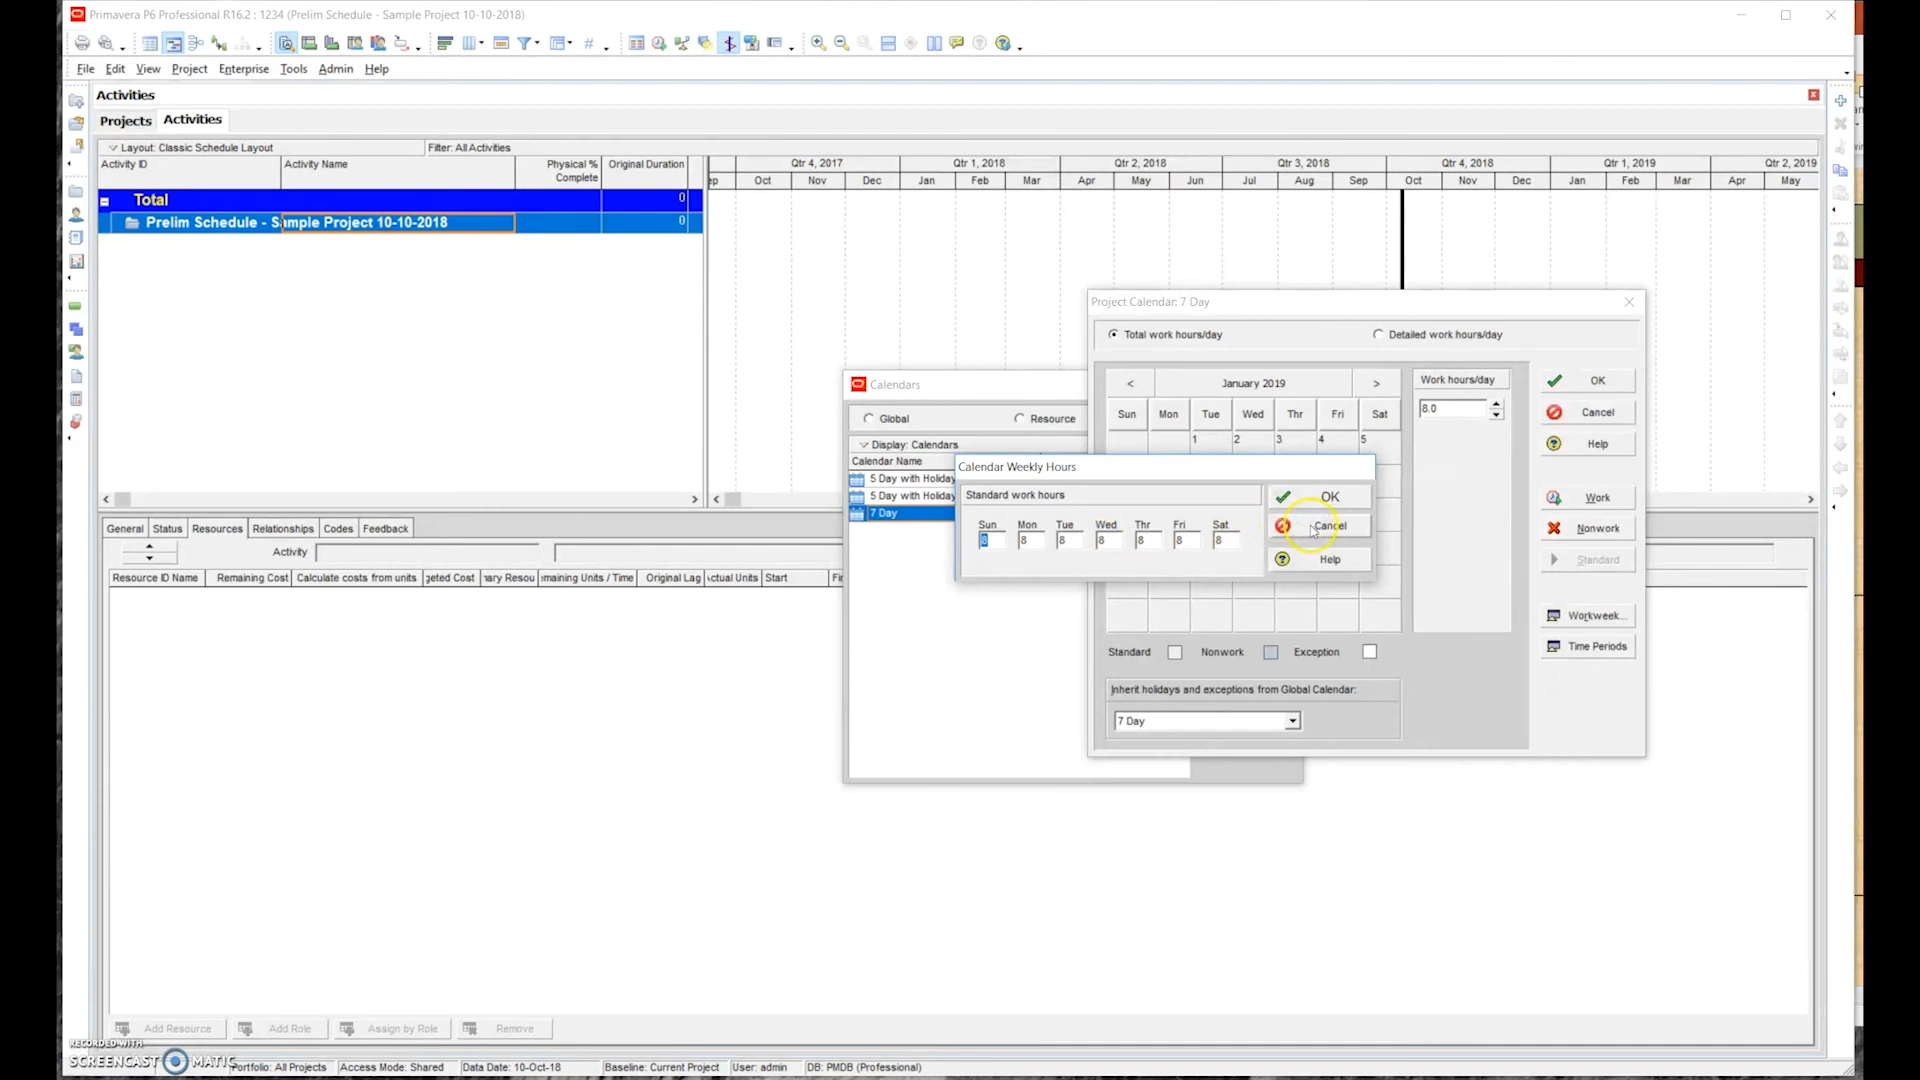 Primavera P6 Professional R16.2 : 1234 (Prelim Schedule - Sample Project 10-10-2018)
File Edit View Project Enterprise Tools Admin Help
Activities
Projects Activities
Layout: Classic Schedule Layout Filter: All Activities
Activity ID Activity Name Physical % Complete Original Duration
Qtr 4, 2017 Qtr 1, 2018 Qtr 2, 2018 Qtr 3, 2018 Qtr 4, 2018 Qtr 1, 2019 Qtr 2, 2019
ep Oct Nov Dec Jan Feb Mar Apr May Jun Jul Aug Sep Oct Nov Dec Jan Feb Mar Apr May
Total 0
Prelim Schedule - Sample Project 10-10-2018 0
Project Calendar: 7 Day
Total work hours/day Detailed work hours/day
< January 2019 >
Sun Mon Tue Wed Thr Fri Sat
1 2 3 4 5
Work hours/day
8.0
OK
Cancel
Help
Work
Nonwork
Standard
Workweek...
Time Periods
Standard Nonwork Exception
Inherit holidays and exceptions from Global Calendar:
7 Day
Calendars
Global Resource
Display: Calendars
Calendar Name
5 Day with Holiday
5 Day with Holiday
7 Day
Calendar Weekly Hours
Standard work hours
Sun Mon Tue Wed Thr Fri Sat
8 8 8 8 8 8 8
OK
Cancel
Help
General Status Resources Relationships Codes Feedback
Activity
Resource ID Name Remaining Cost Calculate costs from units geted Cost nary Resou emaining Units / Time Original Lag Actual Units Start Fin
Add Resource Add Role Assign by Role Remove
RECORDED WITH
SCREENCAST MATIC
Portfolio: All Projects Access Mode: Shared Data Date: 10-Oct-18 Baseline: Current Project User: admin DB: PMDB (Professional)